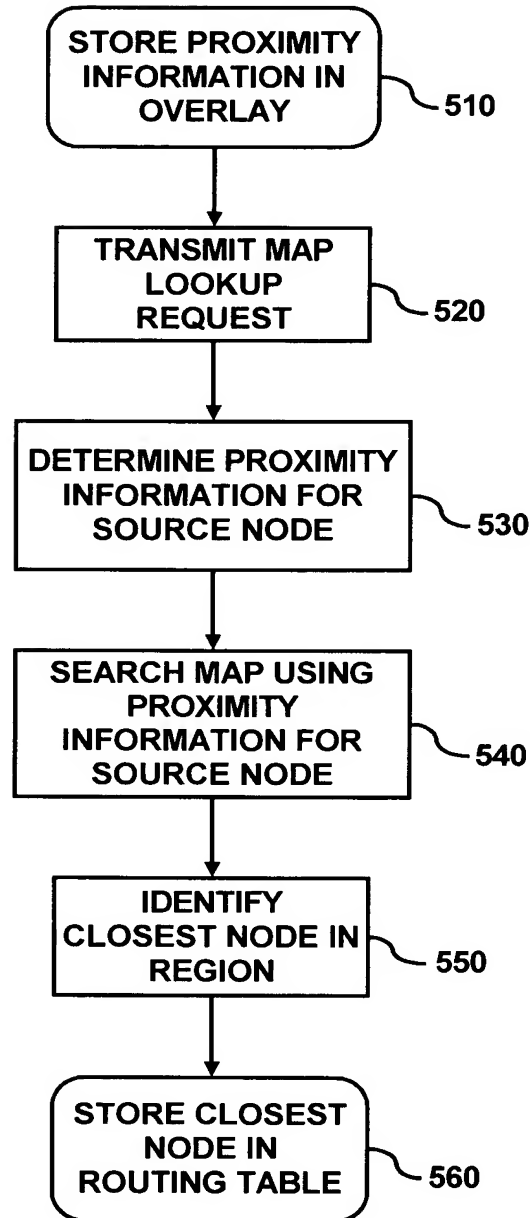 STORE PROXIMITY
INFORMATION IN
OVERLAY
510
TRANSMIT MAP
LOOKUP
REQUEST
520
DETERMINE PROXIMITY
INFORMATION FOR
SOURCE NODE
530
SEARCH MAP USING
PROXIMITY
INFORMATION FOR
SOURCE NODE
540
IDENTIFY
CLOSEST NODE IN
REGION
550
STORE CLOSEST
NODE IN
ROUTING TABLE
560